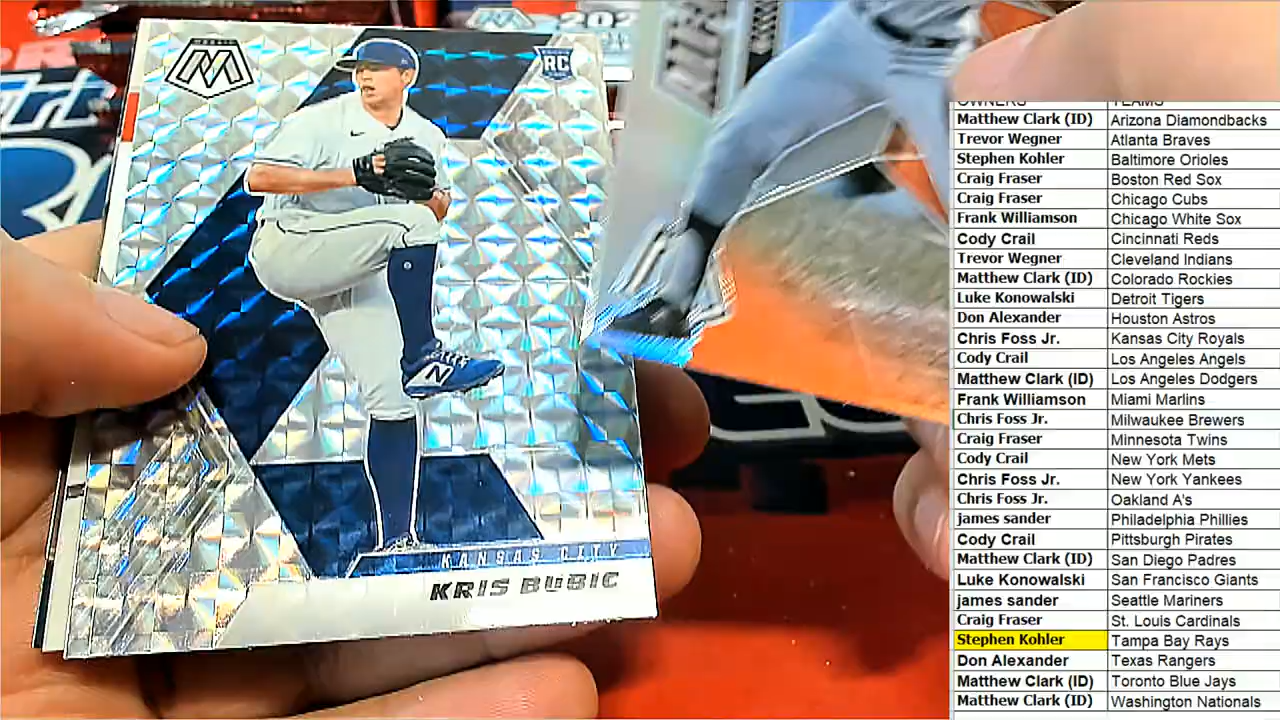 MOSAIC
RC
202
KANSAS CITY
KRIS BUBIC
OWNERS TEAMS
Matthew Clark (ID) Arizona Diamondbacks
Trevor Wegner Atlanta Braves
Stephen Kohler Baltimore Orioles
Craig Fraser Boston Red Sox
Craig Fraser Chicago Cubs
Frank Williamson Chicago White Sox
Cody Crail Cincinnati Reds
Trevor Wegner Cleveland Indians
Matthew Clark (ID) Colorado Rockies
Luke Konowalski Detroit Tigers
Don Alexander Houston Astros
Chris Foss Jr. Kansas City Royals
Cody Crail Los Angeles Angels
Matthew Clark (ID) Los Angeles Dodgers
Frank Williamson Miami Marlins
Chris Foss Jr. Milwaukee Brewers
Craig Fraser Minnesota Twins
Cody Crail New York Mets
Chris Foss Jr. New York Yankees
Chris Foss Jr. Oakland A's
james sander Philadelphia Phillies
Cody Crail Pittsburgh Pirates
Matthew Clark (ID) San Diego Padres
Luke Konowalski San Francisco Giants
james sander Seattle Mariners
Craig Fraser St. Louis Cardinals
Stephen Kohler Tampa Bay Rays
Don Alexander Texas Rangers
Matthew Clark (ID) Toronto Blue Jays
Matthew Clark (ID) Washington Nationals